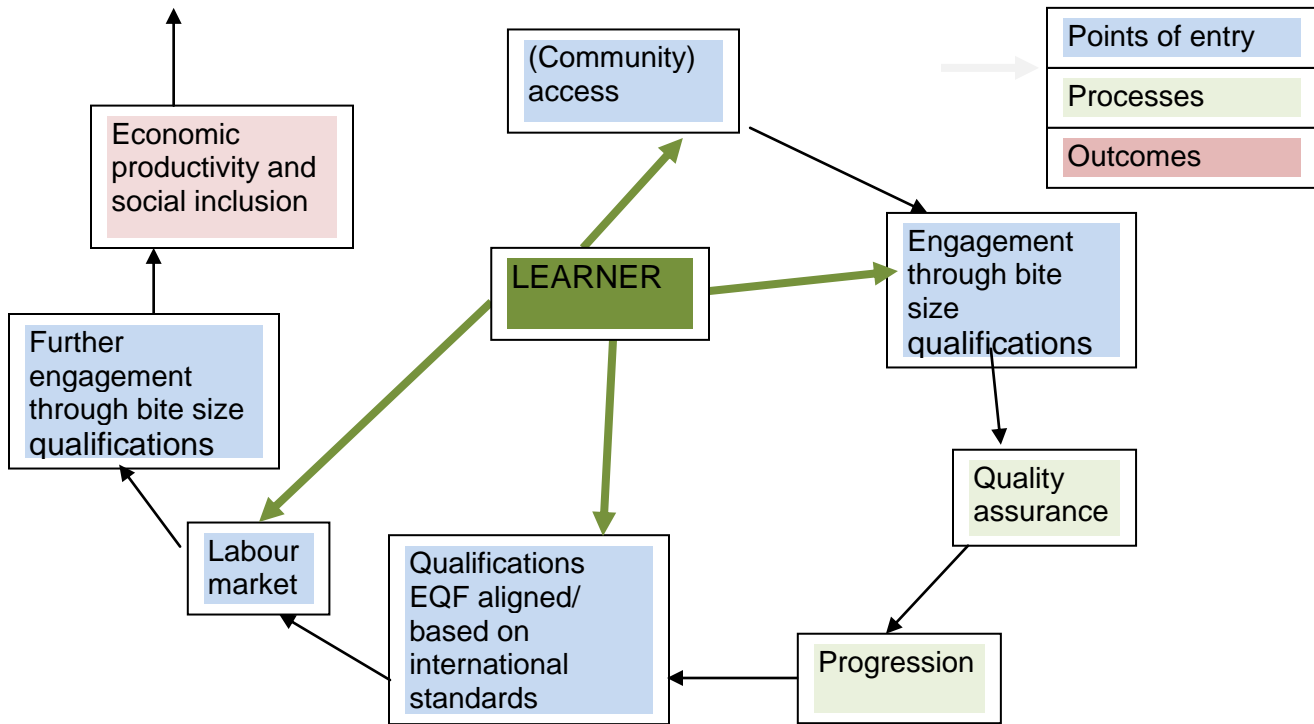 (Community)
access
Points of entry
Processes
Outcomes
Economic
productivity and
social inclusion
LEARNER
Engagement
through bite
size
qualifications
Further
engagement
through bite size
qualifications
Quality
assurance
Labour
market
Qualifications
EQF aligned/
based on
international
standards
Progression